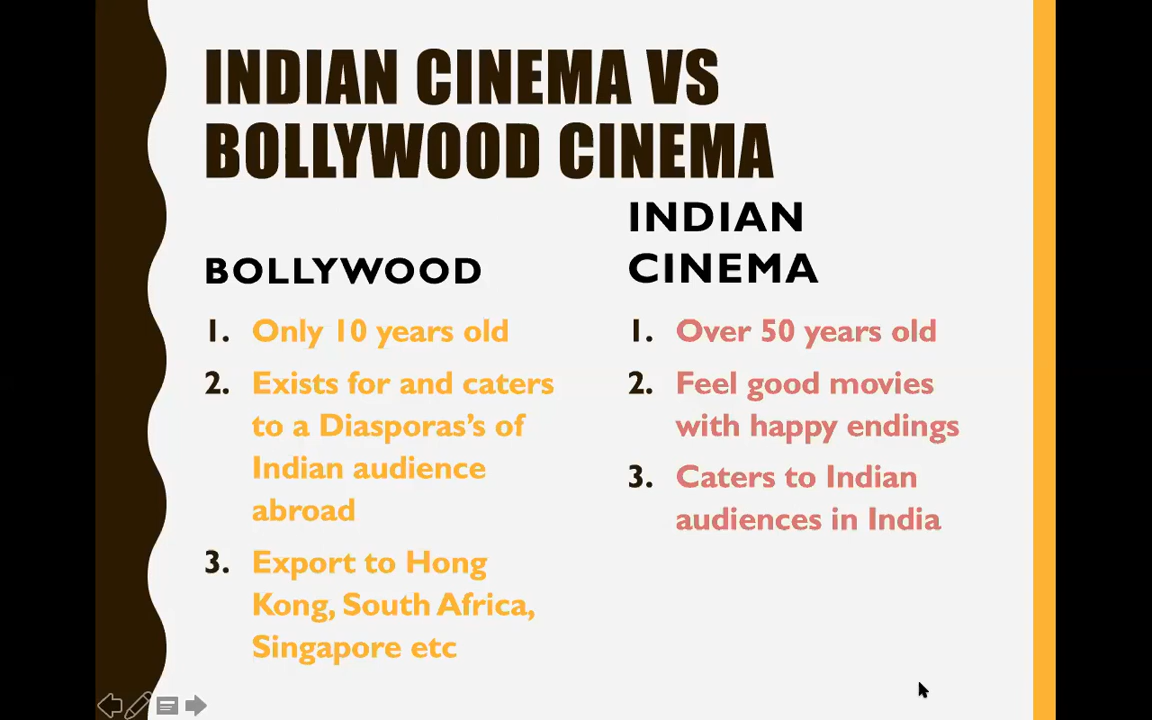 INDIAN CINEMA VS
BOLLYWOOD CINEMA
BOLLYWOOD
1. Only 10 years old
2. Exists for and caters
to a Diasporas's of
Indian audience
abroad
3. Export to Hong
Kong, South Africa,
Singapore etc
INDIAN
CINEMA
1. Over 50 years old
2. Feel good movies
with happy endings
3. Caters to Indian
audiences in India